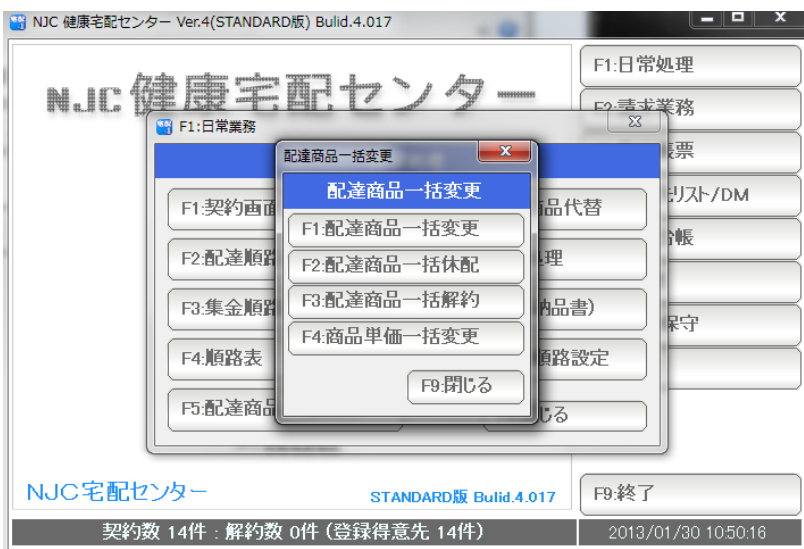 NJC 健康宅配センター Ver.4(STANDARD版) Bulid.4.017
NJC 健康宅配センター
F1:日常処理
F2:請求業務
帳票
先リスト/DM
台帳
保守
F9:終了
F1:日常業務
F1:契約画面
F2:配達順路
F3:集金順路
F4:順路表
F5:配達商品
商品代替
処理
納品書)
順路設定
閉じる
配達商品一括変更
配達商品一括変更
F1:配達商品一括変更
F2:配達商品一括休配
F3:配達商品一括解約
F4:商品単価一括変更
F9:閉じる
NJC宅配センター
STANDARD版 Bulid.4.017
契約数 14件 : 解約数 0件 (登録得意先 14件)
2013/01/30 10:50:16